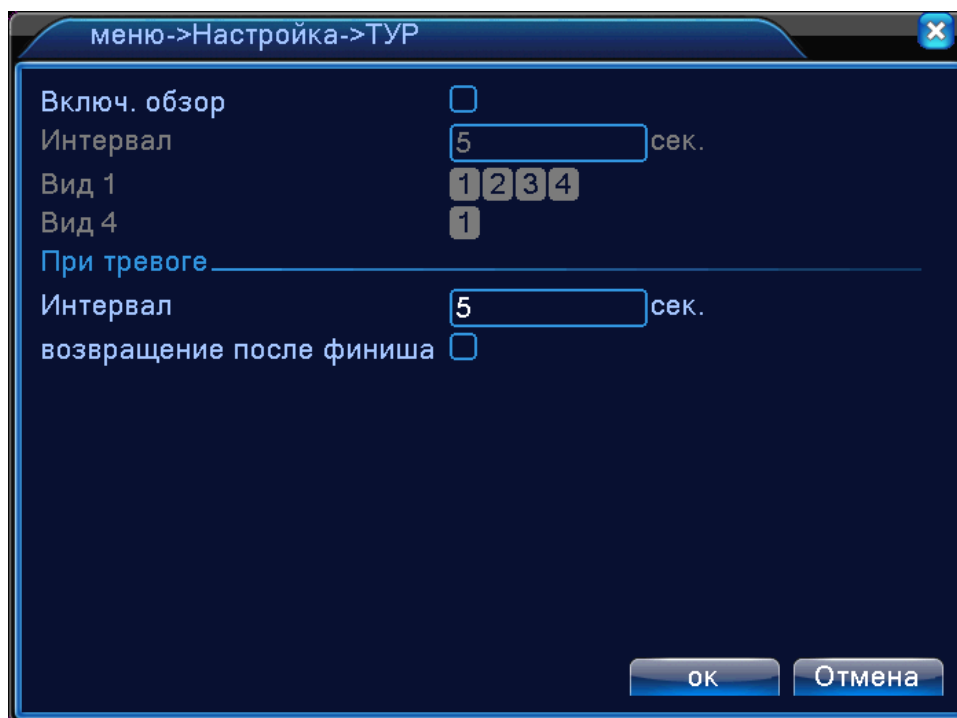 меню->Настройка->ТУР
Включ. обзор
Интервал 5 сек.
Вид 1 1 2 3 4
Вид 4 1
При тревоге
Интервал 5 сек.
возвращение после финиша
ок Отмена